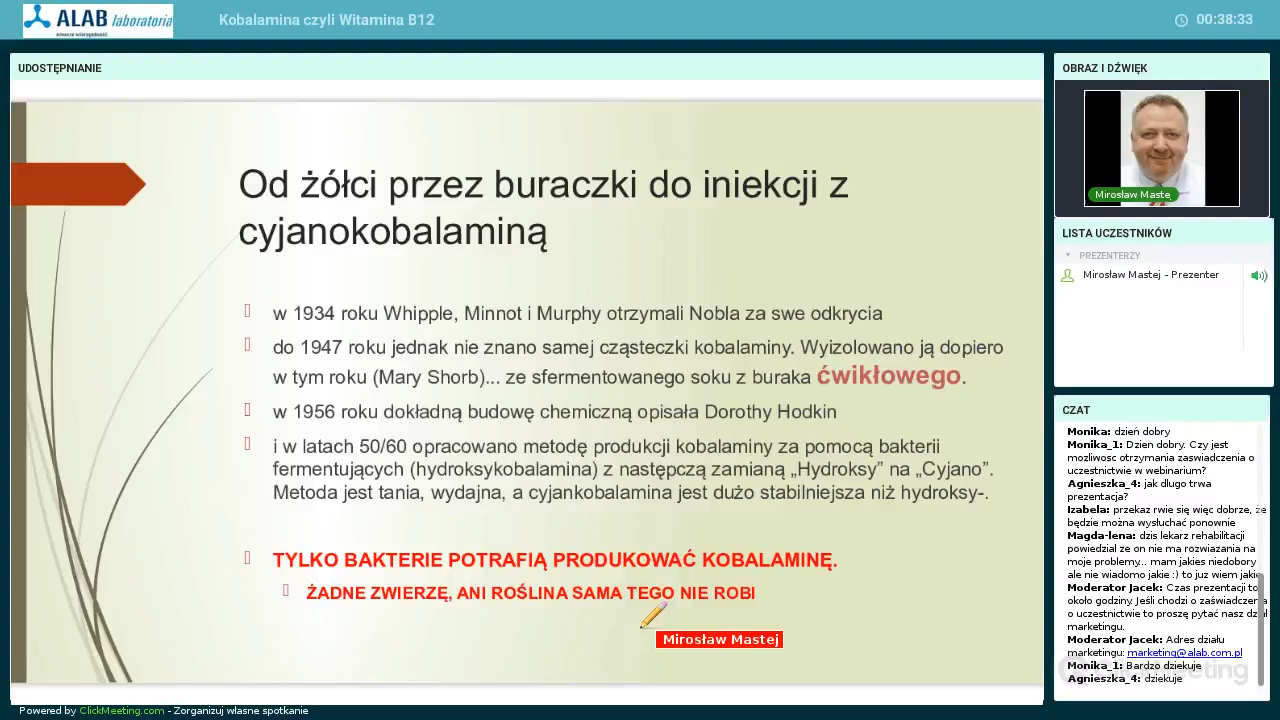 ALAB laboratoria
Kobalamina czyli Witamina B12
00:38:33
UDOSTĘPNIANIE
Od żółci przez buraczki do iniekcji z
cyjanokobalaminą
w 1934 roku Whipple, Minnot i Murphy otrzymali Nobla za swe odkrycia
do 1947 roku jednak nie znano samej cząsteczki kobalaminy. Wyizolowano ją dopiero
w tym roku (Mary Shorb)... ze sfermentowanego soku z buraka ćwikłowego.
w 1956 roku dokładną budowę chemiczną opisała Dorothy Hodkin
i w latach 50/60 opracowano metodę produkcji kobalaminy za pomocą bakterii
fermentujących (hydroksykobalamina) z następczą zamianą „Hydroksy” na „Cyjano”.
Metoda jest tania, wydajna, a cyjankobalamina jest dużo stabilniejsza niż hydroksy-.
TYLKO BAKTERIE POTRAFIĄ PRODUKOWAĆ KOBALAMINĘ.
ŻADNE ZWIERZĘ, ANI ROŚLINA SAMA TEGO NIE ROBI
Mirosław Mastej
OBRAZ I DŹWIĘK
Mirosław Maste
LISTA UCZESTNIKÓW
PREZENTERZY
Mirosław Mastej - Prezenter
CZAT
Monika: dzień dobry
Monika_1: Dzien dobry. Czy jest
mozliwosc otrzymania zaswiadczenia o
uczestnictwie w webinarium?
Agnieszka_4: jak dlugo trwa
prezentacja?
Izabela: przekaz rwie się więc dobrze, że
będzie można wysłuchać ponownie
Magda-lena: dzis lekarz rehabilitacji
powiedzial ze on nie ma rozwiazania na
moje problemy... mam jakies niedobory
ale nie wiadomo jakie :) to juz wiem jakie
Moderator Jacek: Czas prezentacji to
około godziny. Jeśli chodzi o zaświadczenia
o uczestnictwie to proszę pytać nasz dział
marketingu.
Moderator Jacek: Adres działu
marketingu: marketing@alab.com.pl
Monika_1: Bardzo dziekuje
Agnieszka_4: dziekuje
ClickMeeting
Powered by ClickMeeting.com - Zorganizuj własne spotkanie